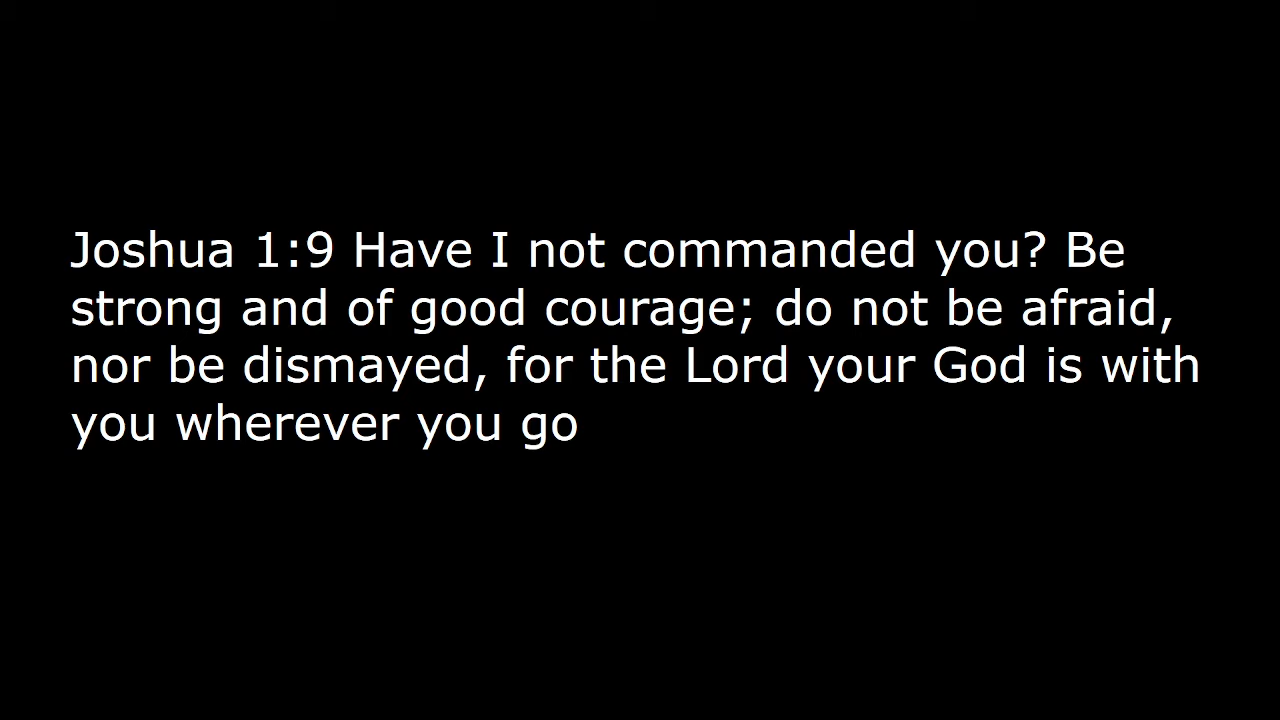 Joshua 1:9 Have I not commanded you? Be
strong and of good courage; do not be afraid,
nor be dismayed, for the Lord your God is with
you wherever you go